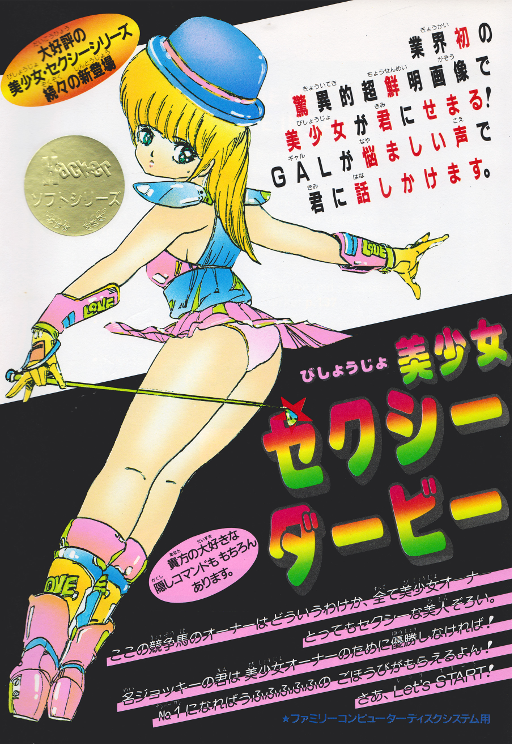 大好評の
美少女・セクシーシリーズ
続々の新登場
Hacker
ソフトシリーズ
業界初の
驚異的超鮮明画像で
美少女が君にせまる!
GALが悩ましい声で
君に話しかけます。
LOVE
LOVE
びしょうじょ 美少女
セクシー
ダービー
貴方の大好きな
隠しコマンドももちろん
あります。
LOVE
ここの競争馬のオーナーはどういうわけか、全て美少女オーナー
とってもセクシーな美人ぞろい。
名ジョッキーの君は美少女オーナーのために優勝しなければ!
No.1になればうふふふふふのごほうびがもらえるよん!
さあ、Let's START!
★ファミリーコンピューターディスクシステム用